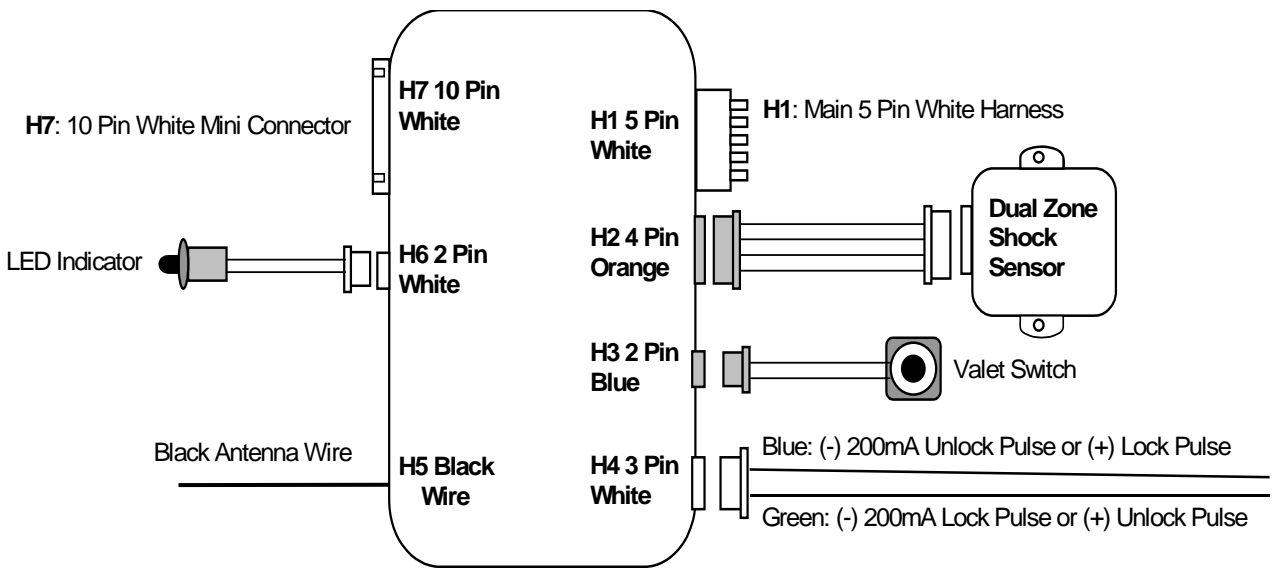 H7: 10 Pin White Mini Connector
H7 10 Pin
White
H1 5 Pin
White
H1: Main 5 Pin White Harness
LED Indicator
H6 2 Pin
White
H2 4 Pin
Orange
Dual Zone
Shock
Sensor
H3 2 Pin
Blue
Valet Switch
Black Antenna Wire
H5 Black
Wire
H4 3 Pin
White
Blue: (-) 200mA Unlock Pulse or (+) Lock Pulse
Green: (-) 200mA Lock Pulse or (+) Unlock Pulse